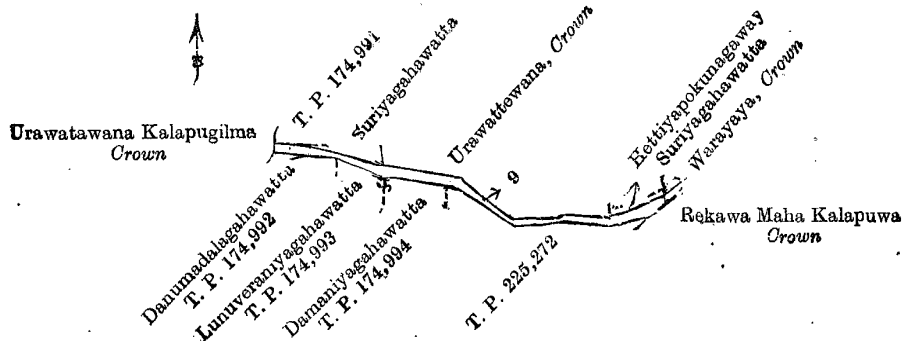 T. P. 174,991
Suriyagahawatta
Urawattewana, Crown
Kettiyapokunagaway
Suriyagahawatta
Warayaya, Crown
Urawatawana Kalapugilma
Crown
9
Rekawa Maha Kalapuwa
Crown
Danumadalagahawatta
T. P. 174,992
Lunuveraniyagahawatta
T. P. 174,993
Damaniyagahawatta
T. P. 174,994
T. P. 225,272